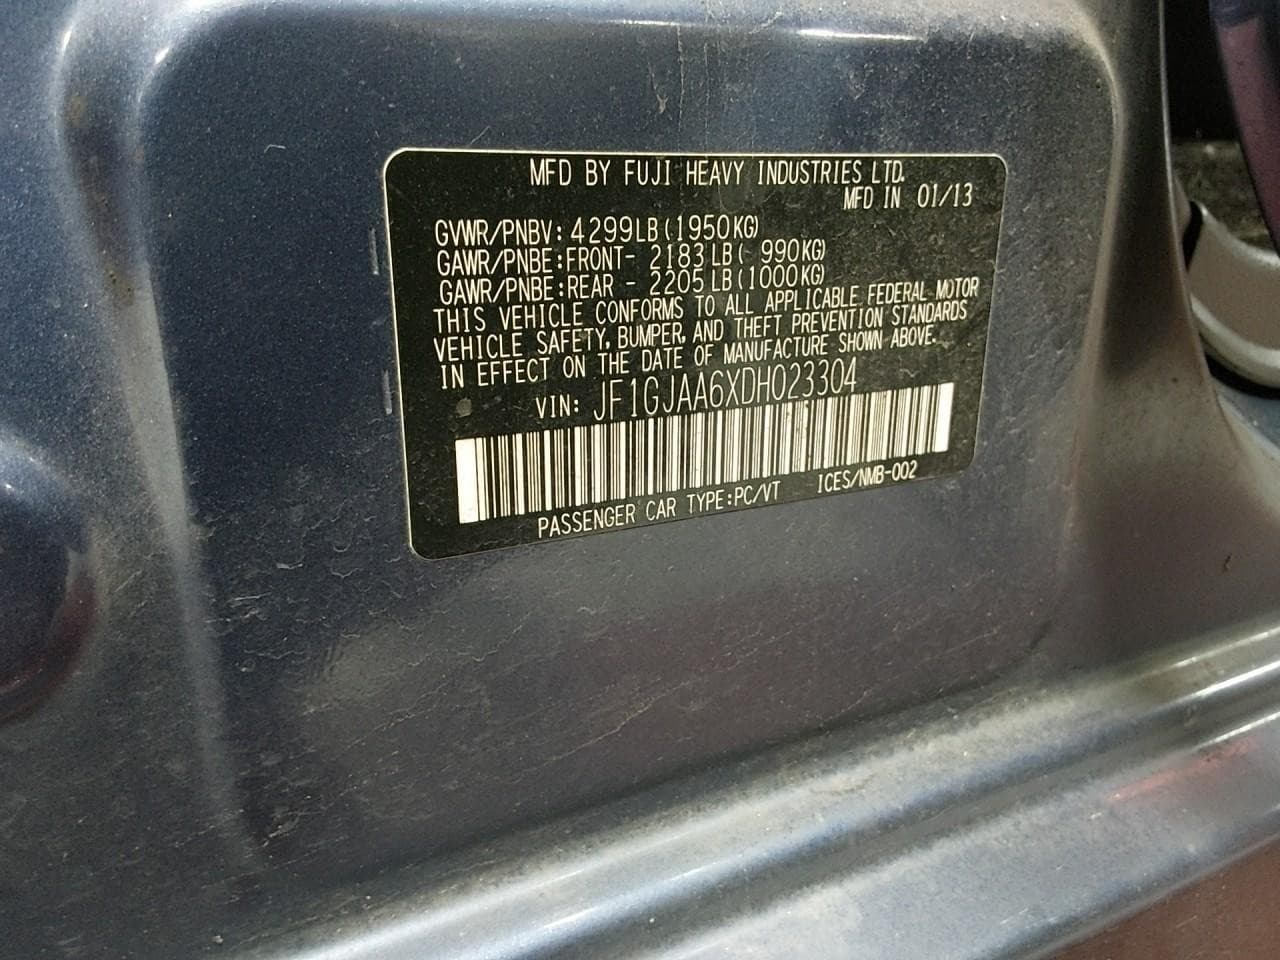 MFD BY FUJI HEAVY INDUSTRIES LTD.
MFD IN 01/13
GVWR/PNBV: 4299LB(1950KG)
GAWR/PNBE:FRONT- 2183LB( 990KG)
GAWR/PNBE:REAR - 2205LB(1000KG)
THIS VEHICLE CONFORMS TO ALL APPLICABLE FEDERAL MOTOR
VEHICLE SAFETY, BUMPER, AND THEFT PREVENTION STANDARDS
IN EFFECT ON THE DATE OF MANUFACTURE SHOWN ABOVE.
VIN: JF1GJAA6XDH023304
PASSENGER CAR TYPE:PC/VT ICES/NMB-002